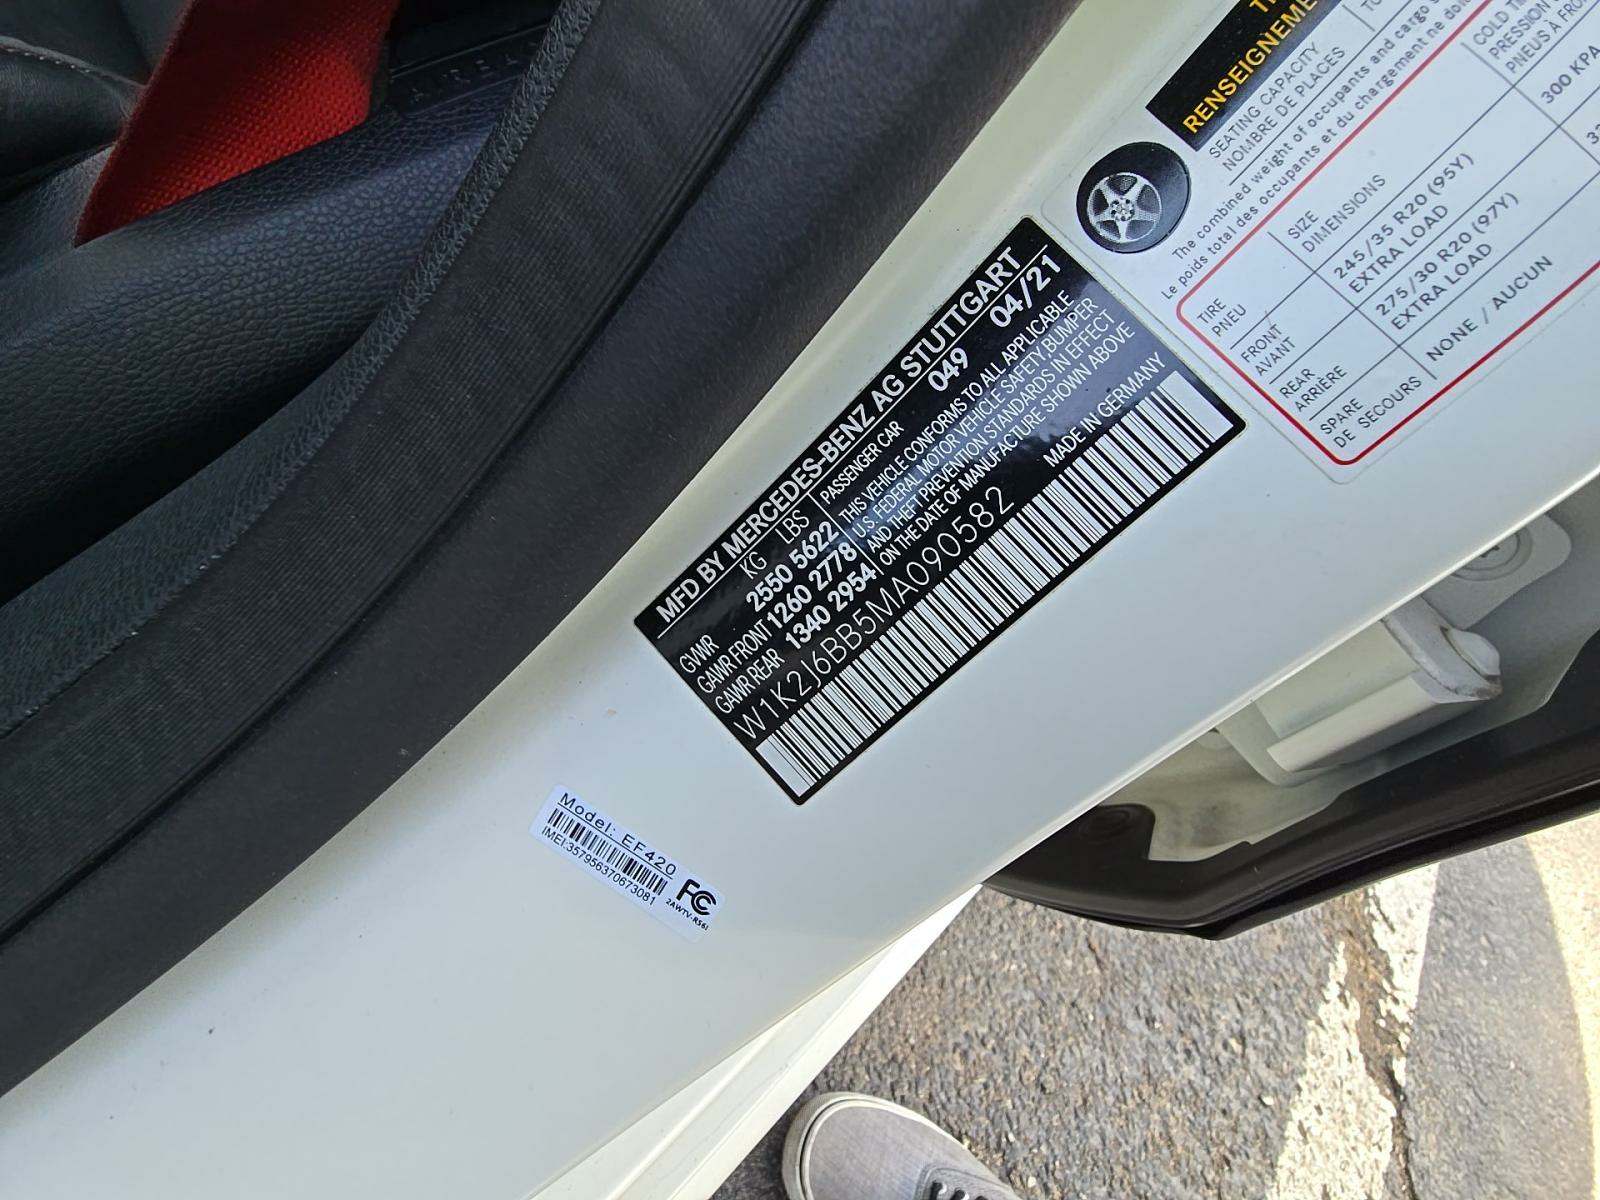 MFD BY MERCEDES-BENZ AG STUTTGART
KG LBS
049 04/21
GVWR 2550 5622
GAWR FRONT 1260 2778
GAWR REAR 1340 2954
PASSENGER CAR
THIS VEHICLE CONFORMS TO ALL APPLICABLE
U.S. FEDERAL MOTOR VEHICLE SAFETY, BUMPER
AND THEFT PREVENTION STANDARDS IN EFFECT
ON THE DATE OF MANUFACTURE SHOWN ABOVE
MADE IN GERMANY
W1K2J6BB5MA090582
Model: EF420
IMEI:357956370673081
FC
2AWTV-R56I
RENSEIGNEME
SEATING CAPACITY
NOMBRE DE PLACES
The combined weight of occupants and cargo
Le poids total des occupants et du chargement ne
TIRE
PNEU
SIZE
DIMENSIONS
COLD
PRESSION
PNEUS À
FRONT
AVANT
245/35 R20 (95Y)
EXTRA LOAD
300 KPA
REAR
ARRIÈRE
275/30 R20 (97Y)
EXTRA LOAD
SPARE
DE SECOURS
NONE / AUCUN